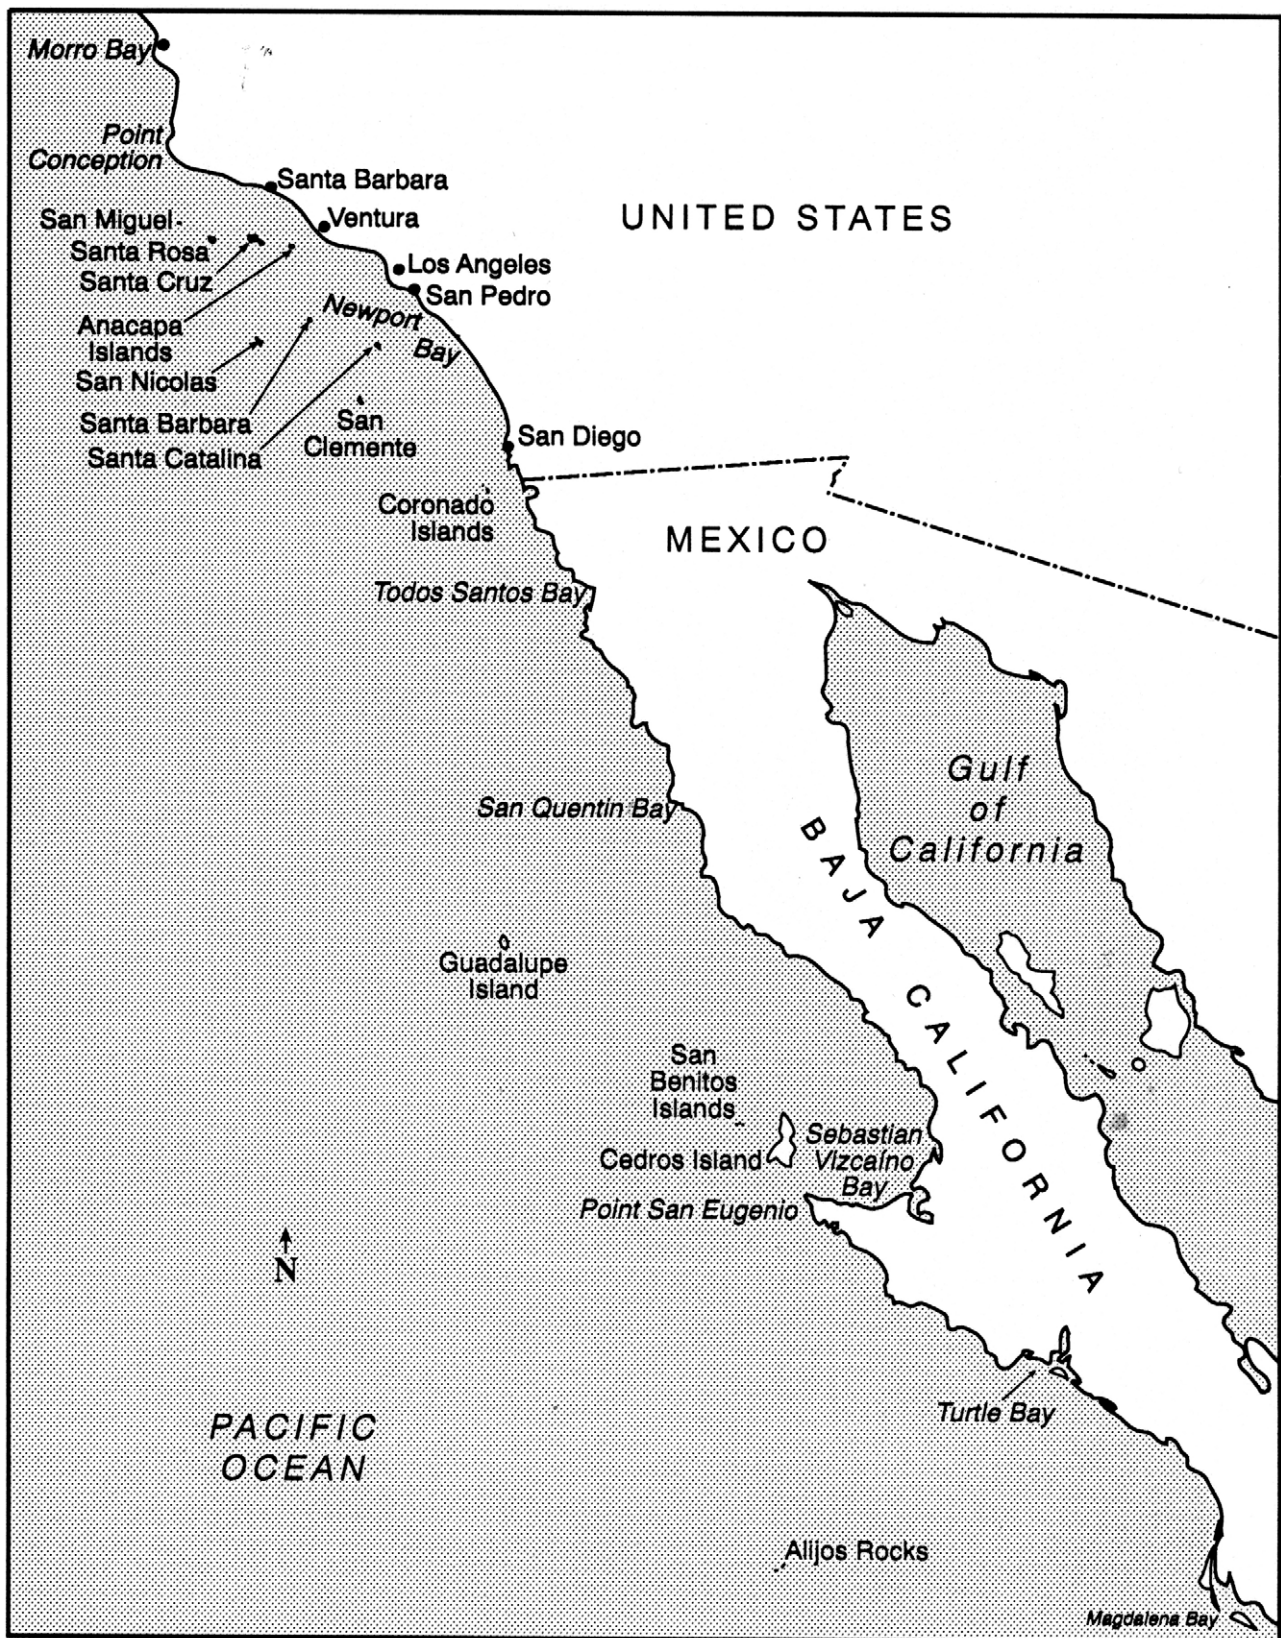 Morro Bay
Point
Conception
Santa Barbara
Ventura
UNITED STATES
San Miguel
Santa Rosa
Santa Cruz
Los Angeles
San Pedro
Anacapa
Islands
Newport
Bay
San Nicolas
Santa Barbara
Santa Catalina
San
Clemente
San Diego
Coronado
Islands
MEXICO
Todos Santos Bay
Gulf
of
California
San Quentin Bay
BAJA CALIFORNIA
Guadalupe
Island
San
Benitos
Islands
Cedros Island
Sebastian
Vizcaíno
Bay
Point San Eugenio
N
Turtle Bay
PACIFIC
OCEAN
Alijos Rocks
Magdalena Bay